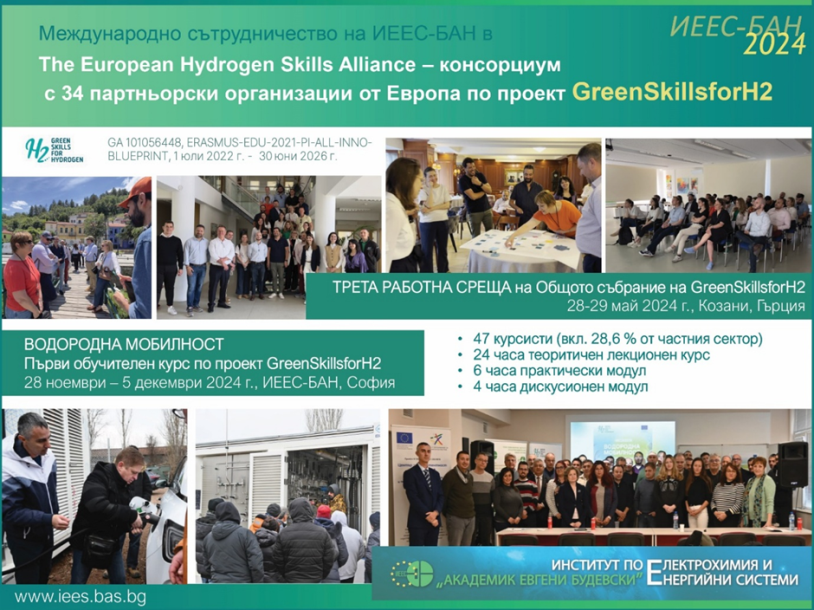 Международно сътрудничество на ИЕЕС-БАН в
ИЕЕС-БАН
2024
The European Hydrogen Skills Alliance – консорциум
с 34 партньорски организации от Европа по проект GreenSkillsforH2
H2 GREEN
SKILLS
FOR
HYDROGEN
GA 101056448, ERASMUS-EDU-2021-PI-ALL-INNO-
BLUEPRINT, 1 юли 2022 г. - 30 юни 2026 г.
ТРЕТА РАБОТНА СРЕЩА на Общото събрание на GreenSkillsforH2
28-29 май 2024 г., Козани, Гърция
ВОДОРОДНА МОБИЛНОСТ
Първи обучителен курс по проект GreenSkillsforH2
28 ноември – 5 декември 2024 г., ИЕЕС-БАН, София
• 47 курсисти (вкл. 28,6 % от частния сектор)
• 24 часа теоритичен лекционен курс
• 6 часа практически модул
• 4 часа дискусионен модул
ВОДОРОДНА
ИНСТИТУТ ПО ЕЛЕКТРОХИМИЯ И
„АКАДЕМИК ЕВГЕНИ БУДЕВСКИ" ЕНЕРГИЙНИ СИСТЕМИ
www.iees.bas.bg